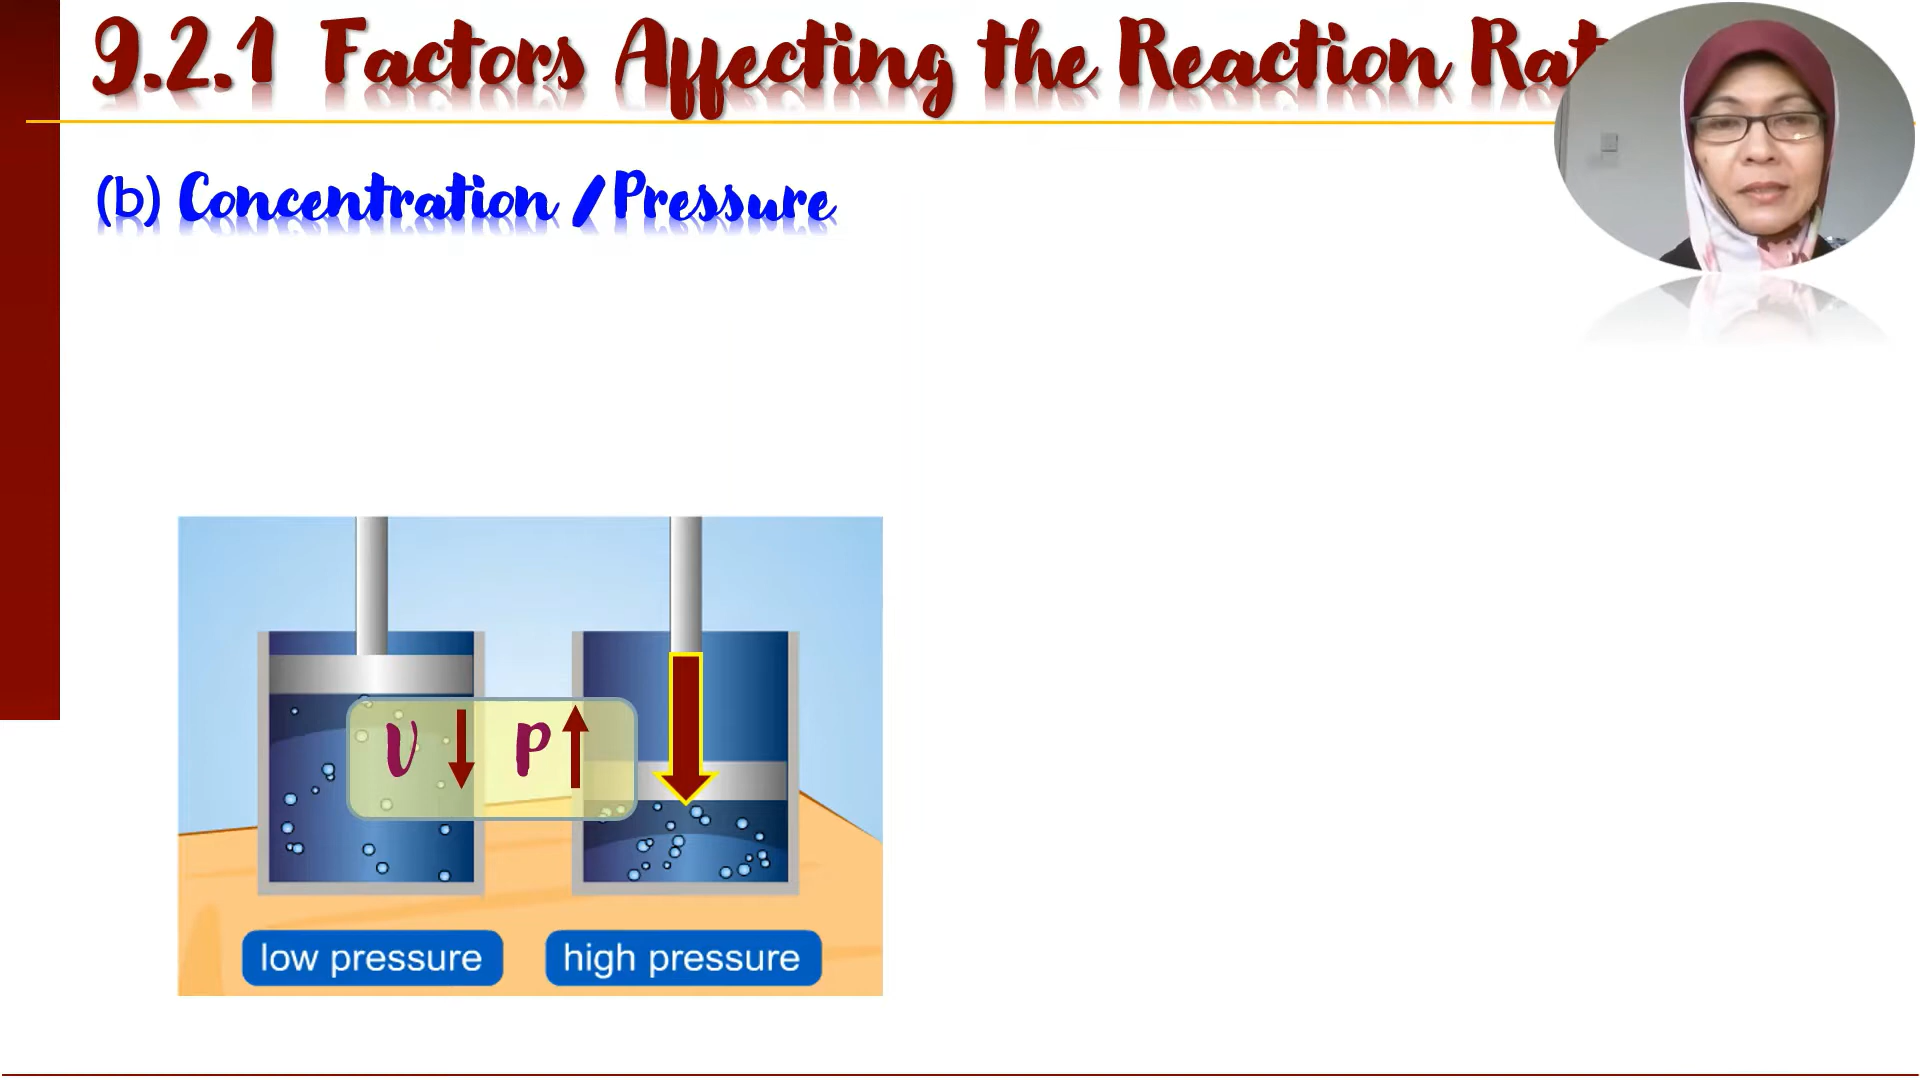 9.2.1 Factors Affecting the Reaction Rat
(b) Concentration / Pressure
V P
low pressure
high pressure